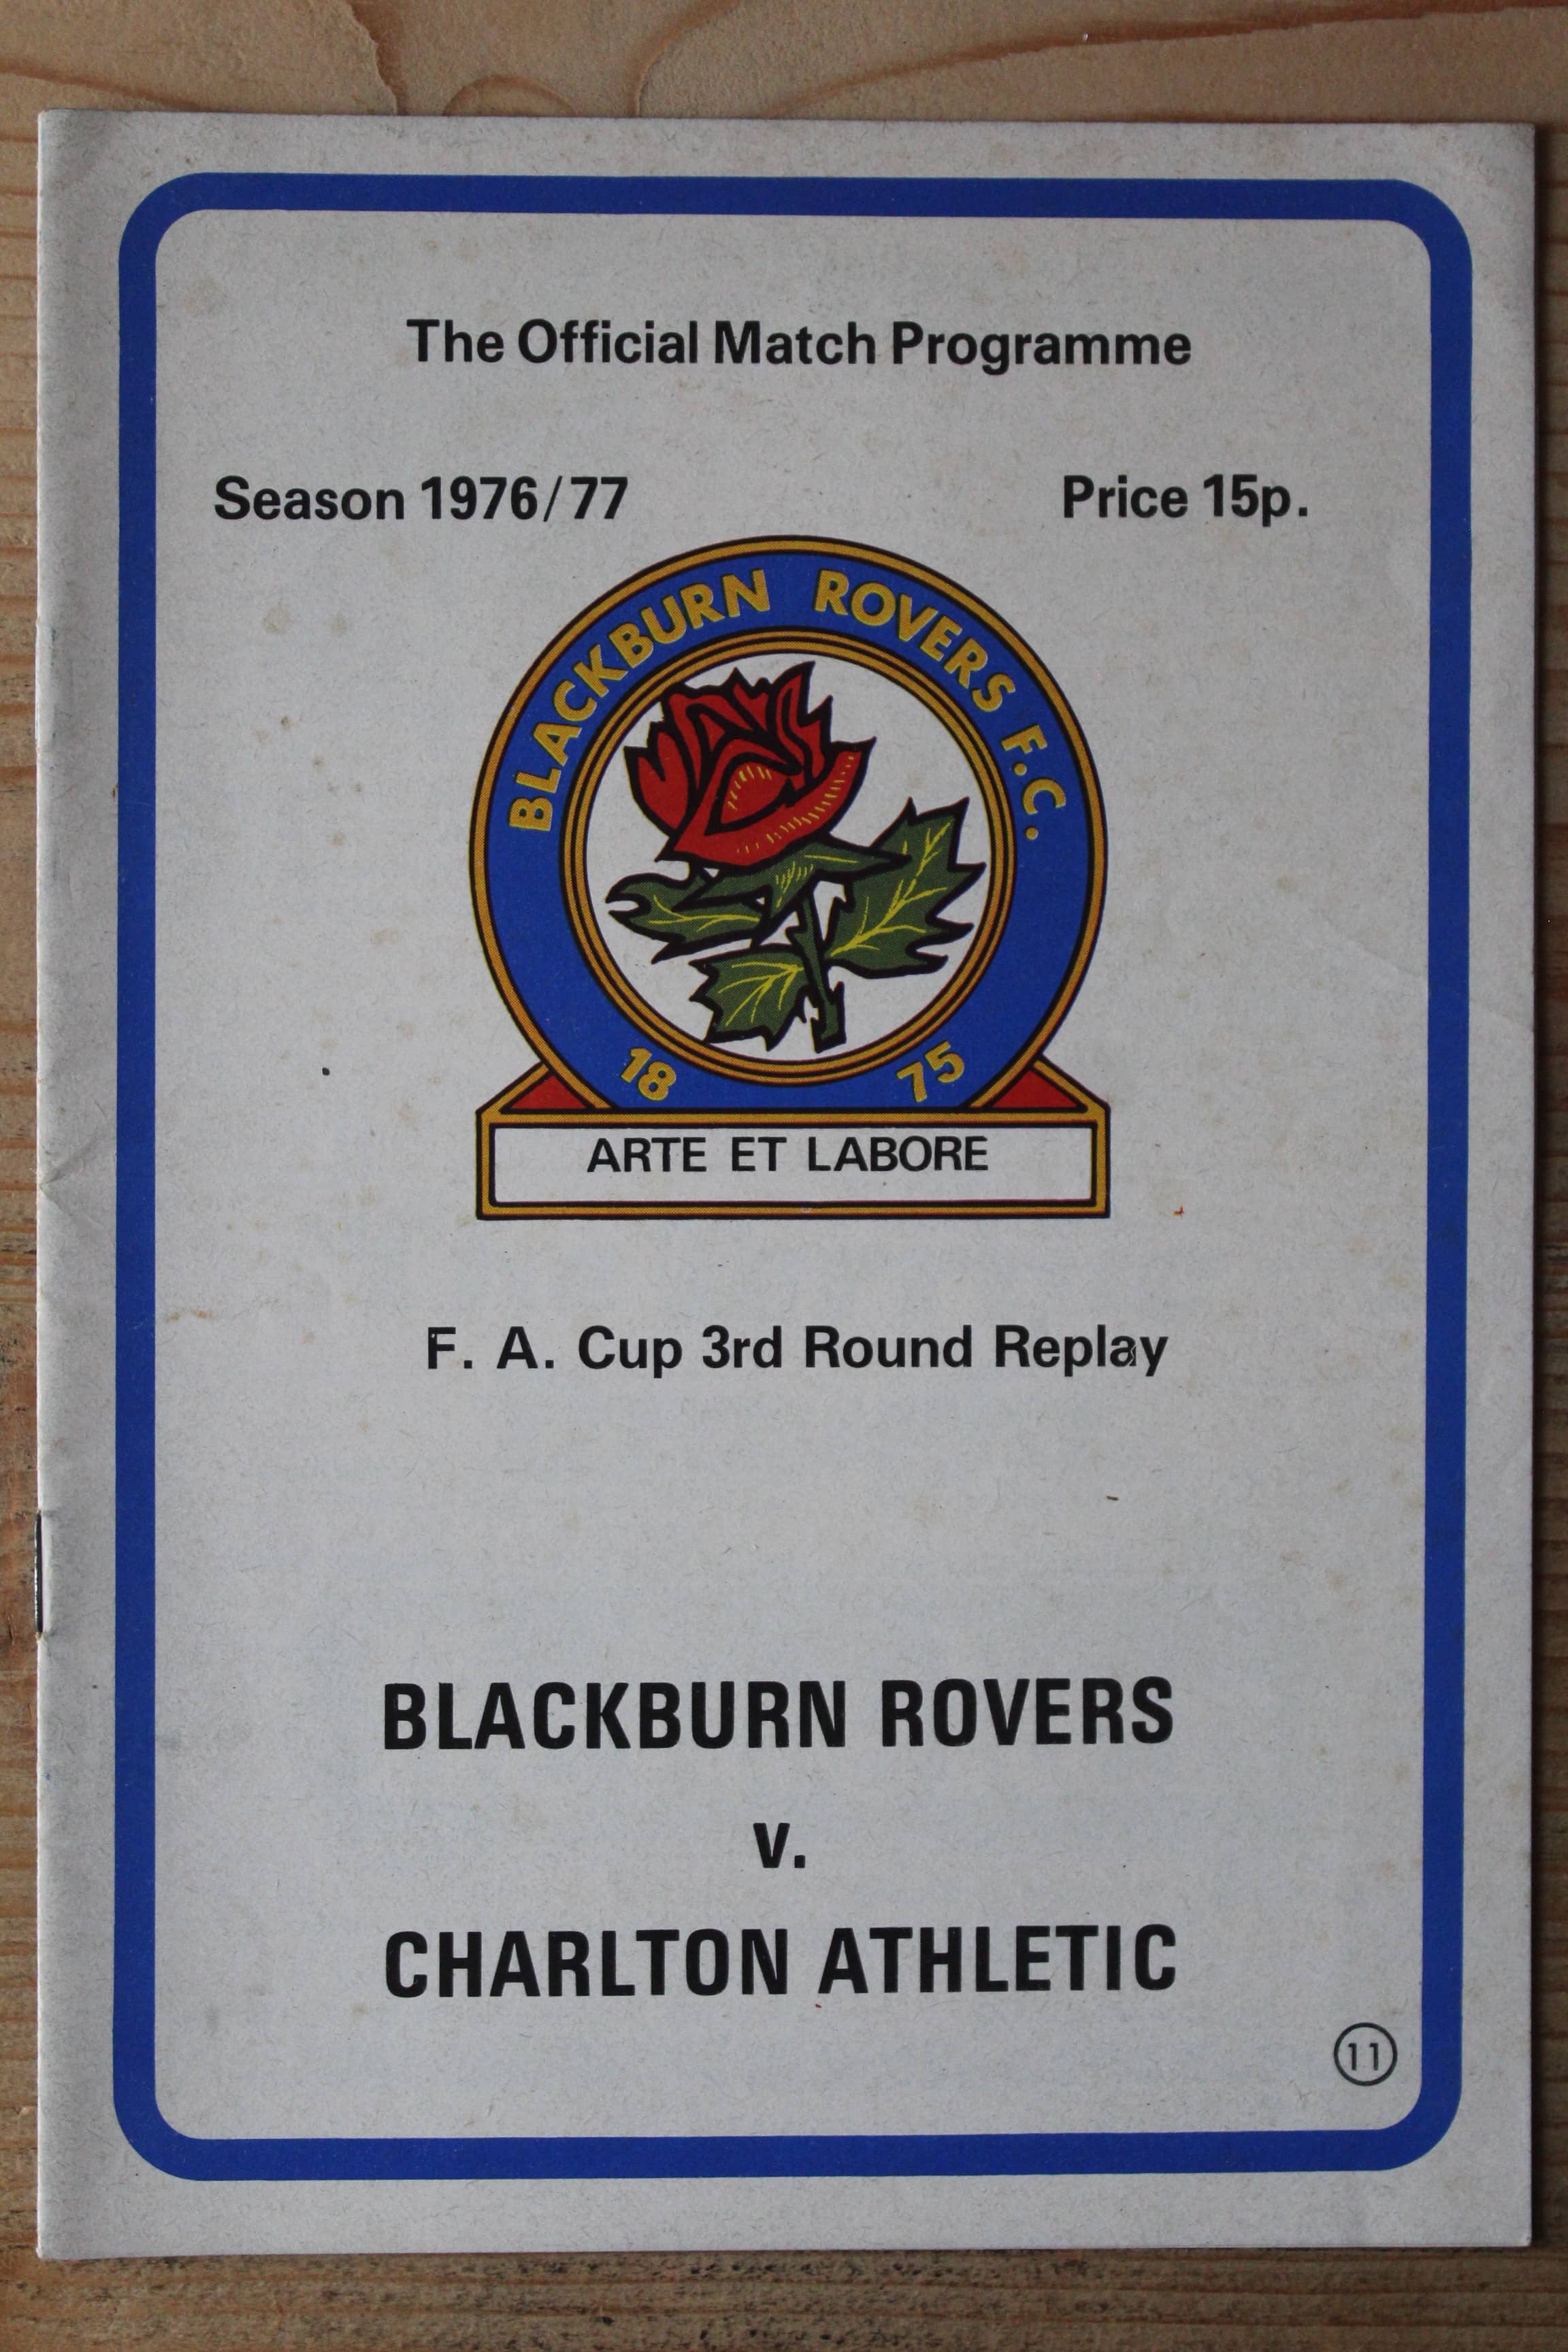 The Official Match Programme
Season 1976/77 Price 15p.
BLACKBURN ROVERS F.C.
18 75
ARTE ET LABORE
F. A. Cup 3rd Round Replay
BLACKBURN ROVERS
v.
CHARLTON ATHLETIC
11